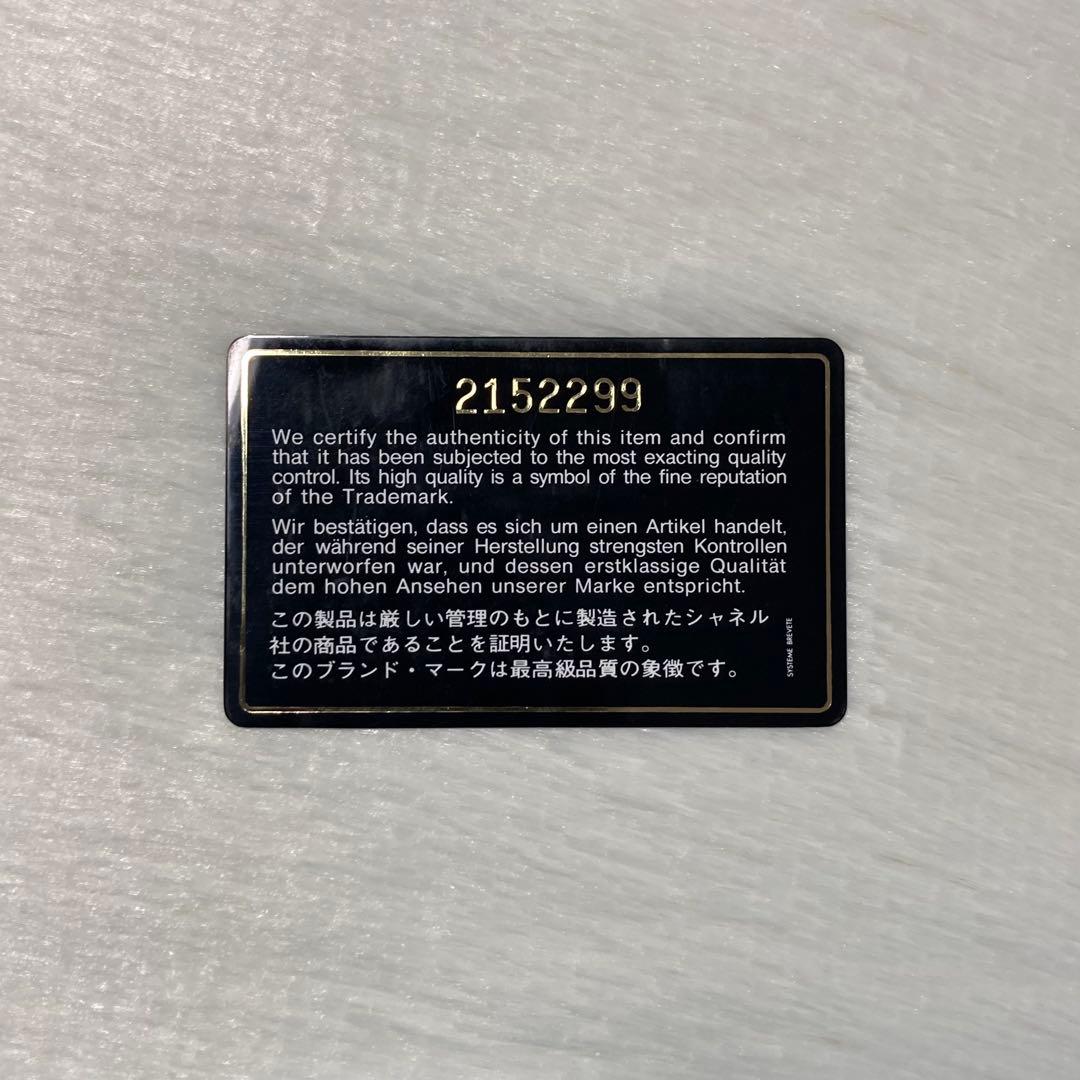 2152299
We certify the authenticity of this item and confirm
that it has been subjected to the most exacting quality
control. Its high quality is a symbol of the fine reputation
of the Trademark.
Wir bestätigen, dass es sich um einen Artikel handelt,
der während seiner Herstellung strengsten Kontrollen
unterworfen war, und dessen erstklassige Qualität
dem hohen Ansehen unserer Marke entspricht.
この製品は厳しい管理のもとに製造されたシャネル
社の商品であることを証明いたします。
このブランド・マークは最高級品質の象徴です。
SYSTEME BREVETE